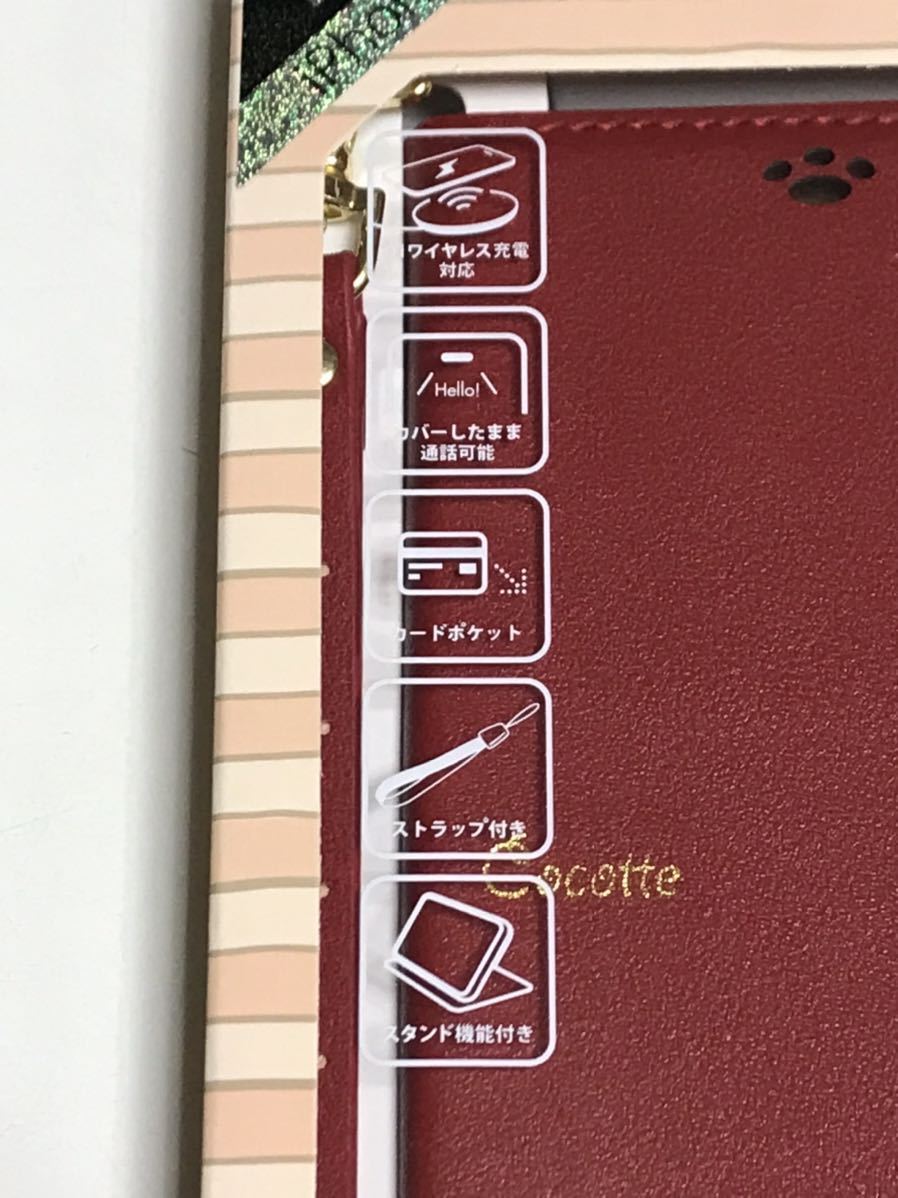 iPho
ワイヤレス充電
対応
Hello!
カバーしたまま
通話可能
カードポケット
ストラップ付き
Cocotte
スタンド機能付き